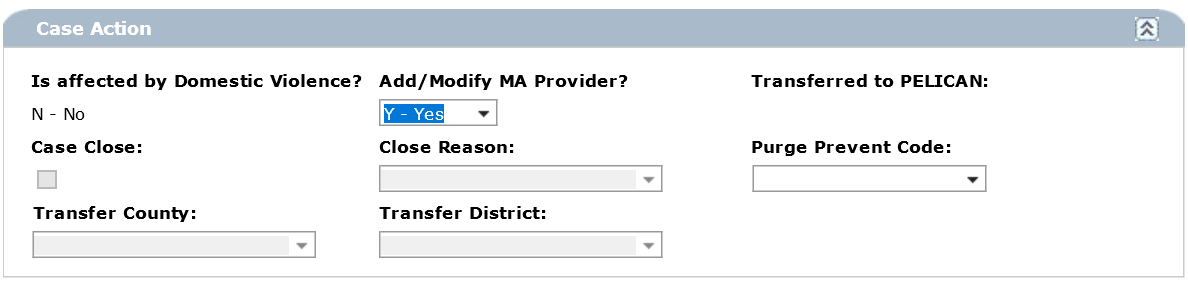 Case Action
Is affected by Domestic Violence? Add/Modify MA Provider? Transferred to PELICAN:
N - No Y - Yes
Case Close: Close Reason: Purge Prevent Code:
Transfer County: Transfer District: